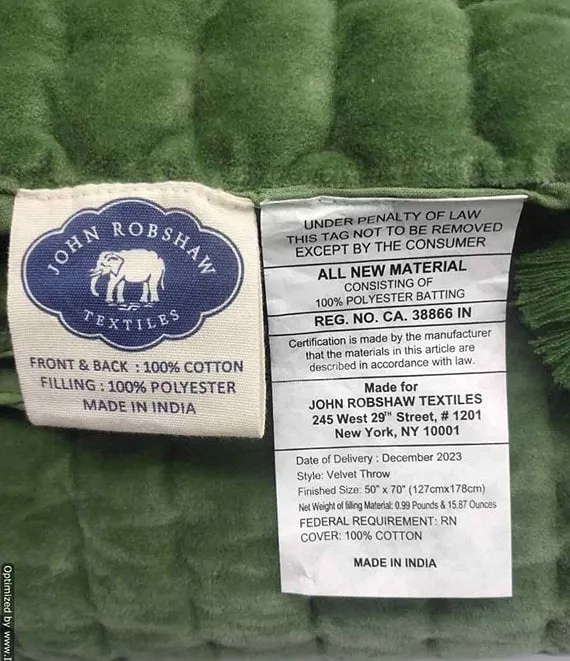 JOHN ROBSHAW
TEXTILES
FRONT & BACK : 100% COTTON
FILLING : 100% POLYESTER
MADE IN INDIA
UNDER PENALTY OF LAW
THIS TAG NOT TO BE REMOVED
EXCEPT BY THE CONSUMER
ALL NEW MATERIAL
CONSISTING OF
100% POLYESTER BATTING
REG. NO. CA. 38866 IN
Certification is made by the manufacturer
that the materials in this article are
described in accordance with law.
Made for
JOHN ROBSHAW TEXTILES
245 West 29TH Street, # 1201
New York, NY 10001
Date of Delivery : December 2023
Style: Velvet Throw
Finished Size: 50" x 70" (127cmx178cm)
Net Weight of filling Material: 0.99 Pounds & 15.87 Ounces
FEDERAL REQUIREMENT: RN
COVER: 100% COTTON
MADE IN INDIA
Optimized by www.